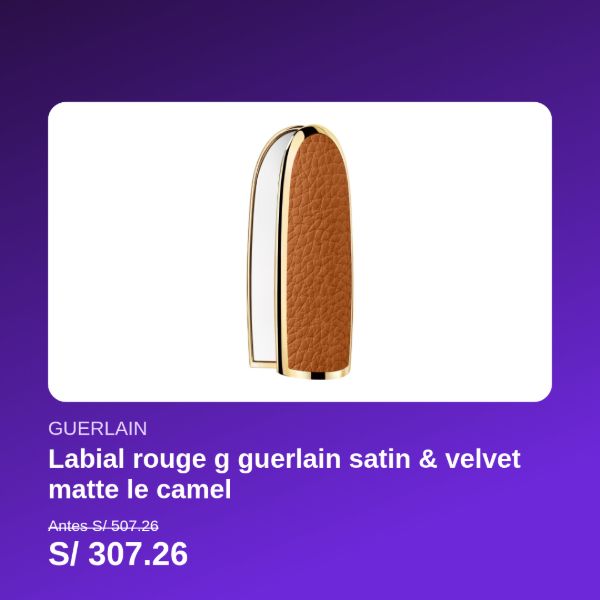 GUERLAIN
Labial rouge g guerlain satin & velvet
matte le camel
Antes S/ 507.26
S/ 307.26